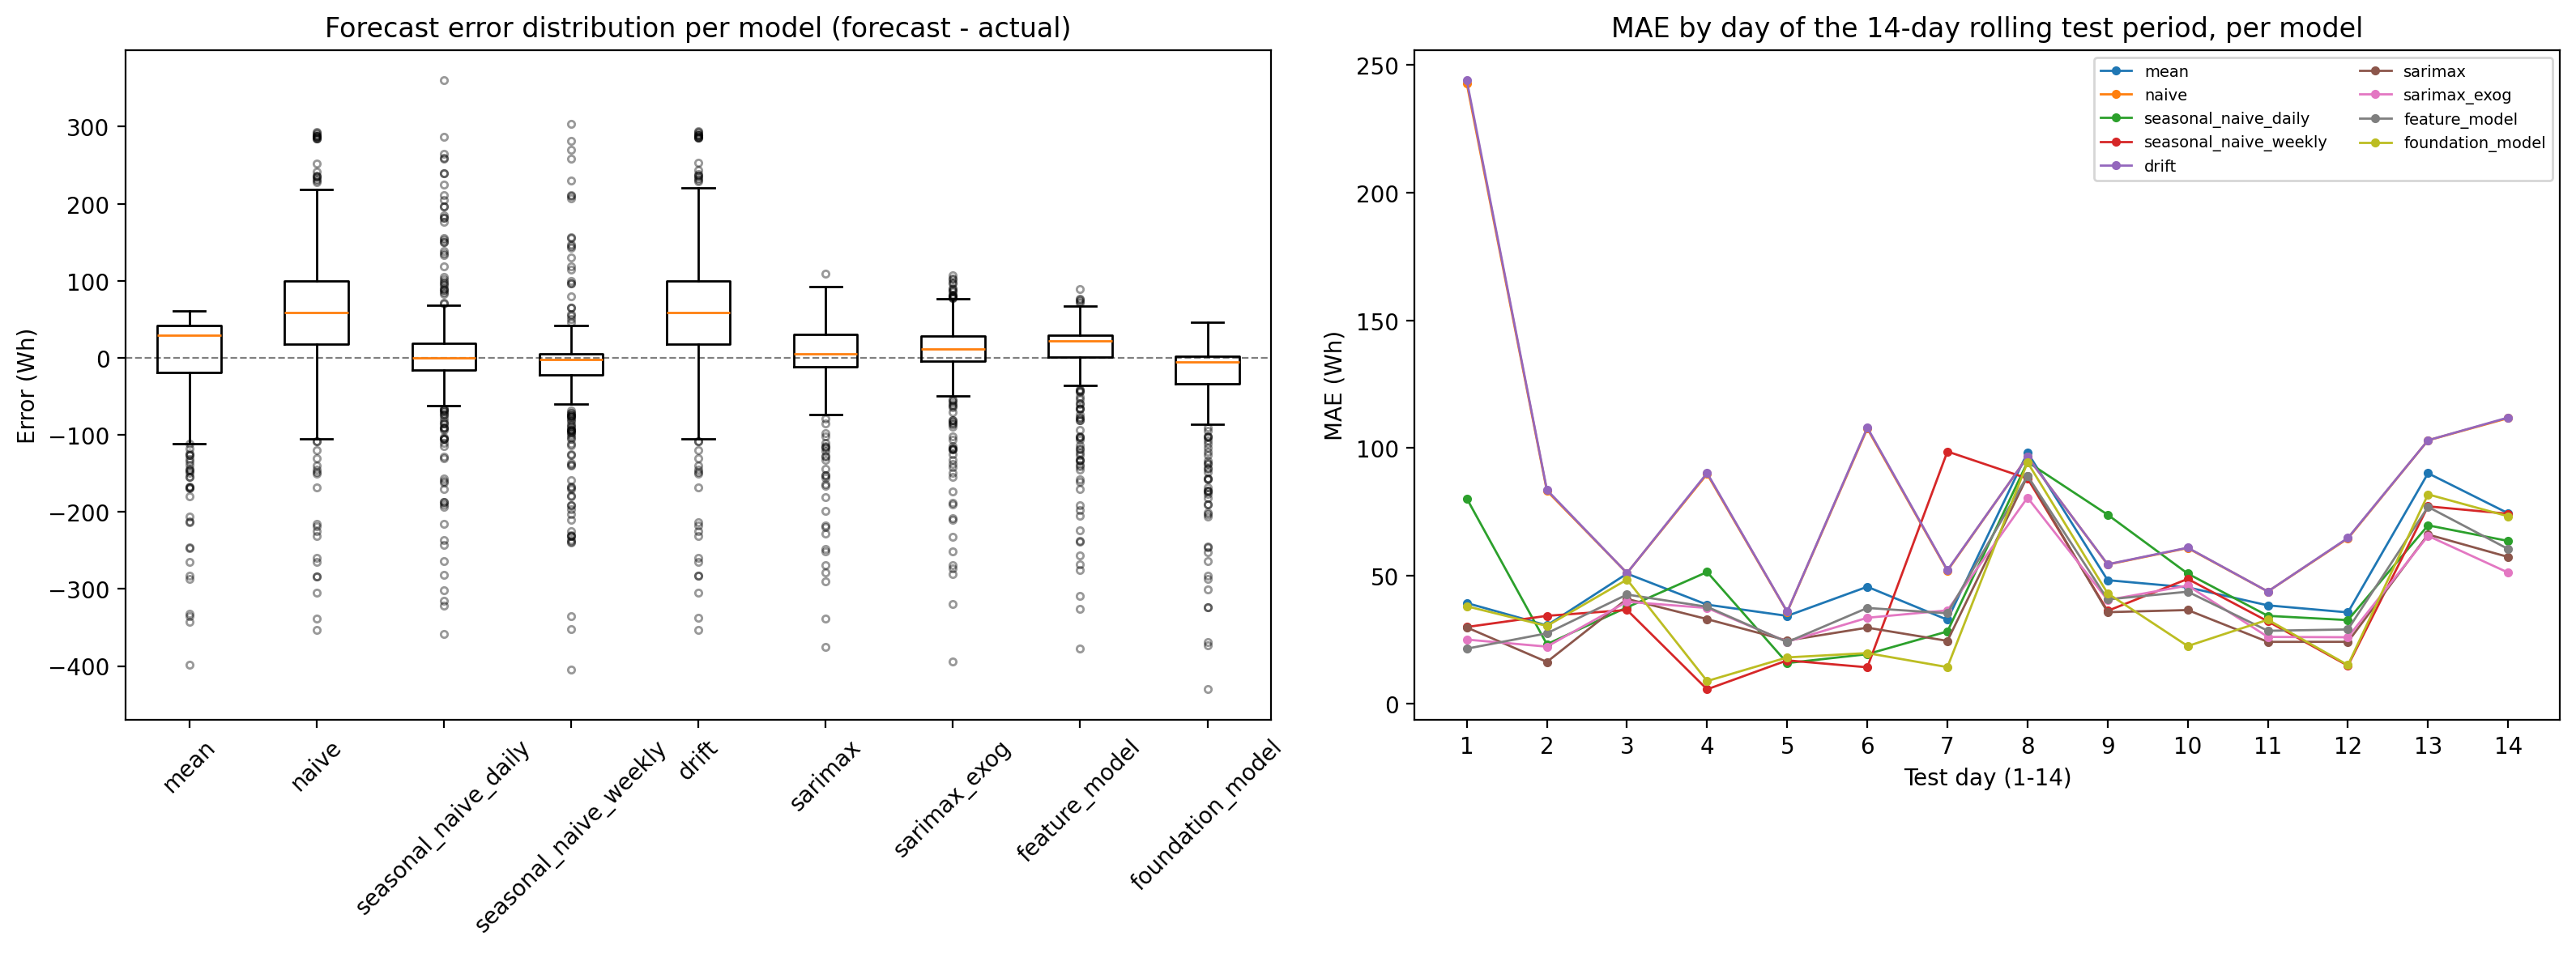 Forecast error distribution per model (forecast - actual)
Error (Wh)
300
200
100
0
−100
−200
−300
−400
mean
naive
seasonal_naive_daily
seasonal_naive_weekly
drift
sarimax
sarimax_exog
feature_model
foundation_model
MAE by day of the 14-day rolling test period, per model
MAE (Wh)
250
200
150
100
50
0
1 2 3 4 5 6 7 8 9 10 11 12 13 14
Test day (1-14)
mean
naive
seasonal_naive_daily
seasonal_naive_weekly
drift
sarimax
sarimax_exog
feature_model
foundation_model